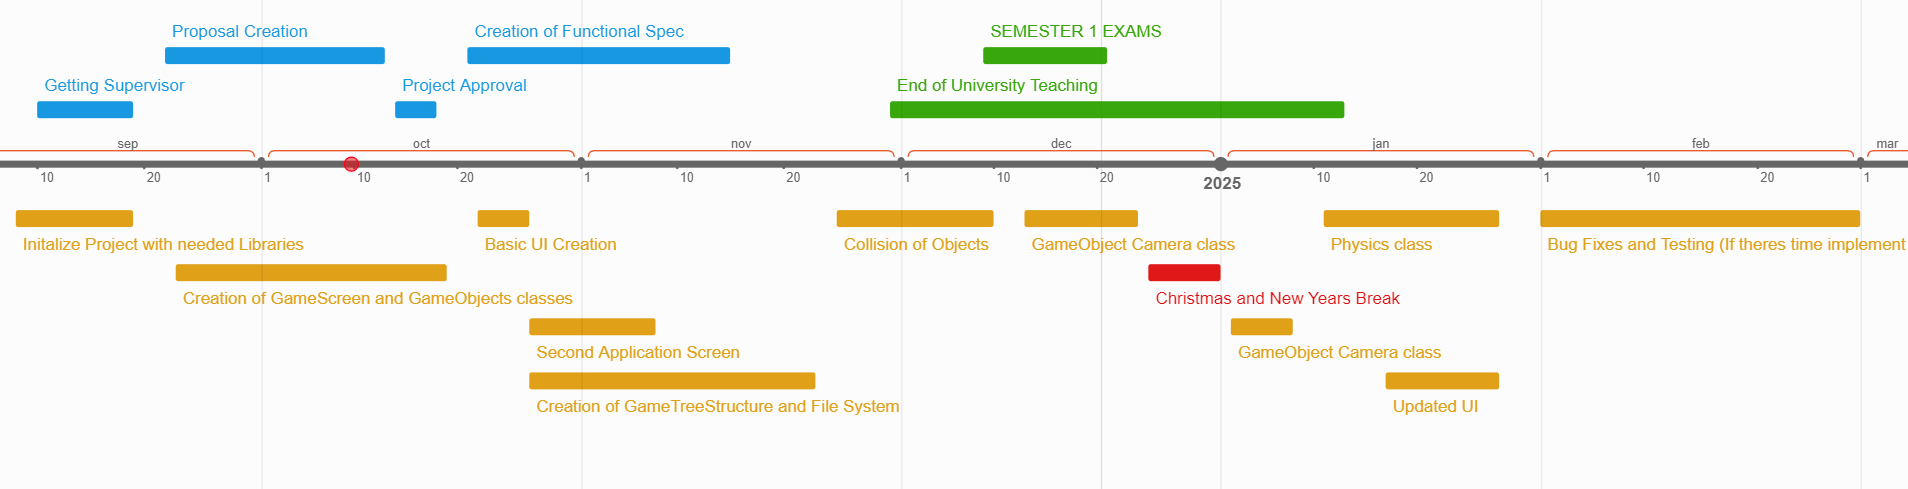 Proposal Creation
Creation of Functional Spec
SEMESTER 1 EXAMS
Getting Supervisor
Project Approval
End of University Teaching
sep oct nov dec jan feb mar
10 20 1 10 20 1 10 20 1 10 20 2025 10 20 1 10 20 1
Initalize Project with needed Libraries
Basic UI Creation
Collision of Objects
GameObject Camera class
Physics class
Bug Fixes and Testing (If theres time implement
Creation of GameScreen and GameObjects classes
Christmas and New Years Break
Second Application Screen
GameObject Camera class
Creation of GameTreeStructure and File System
Updated UI